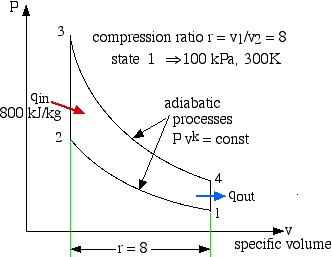 P
3
compression ratio r = v1/v2 = 8
state 1 ⇒100 kPa, 300K
qin
800 kJ/kg
adiabatic
processes
P vk = const
2
4
qout
1
v
specific volume
r = 8